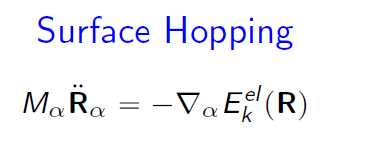 Surface Hopping
M_α R̈_α = −∇_α E_k^{el}(R)